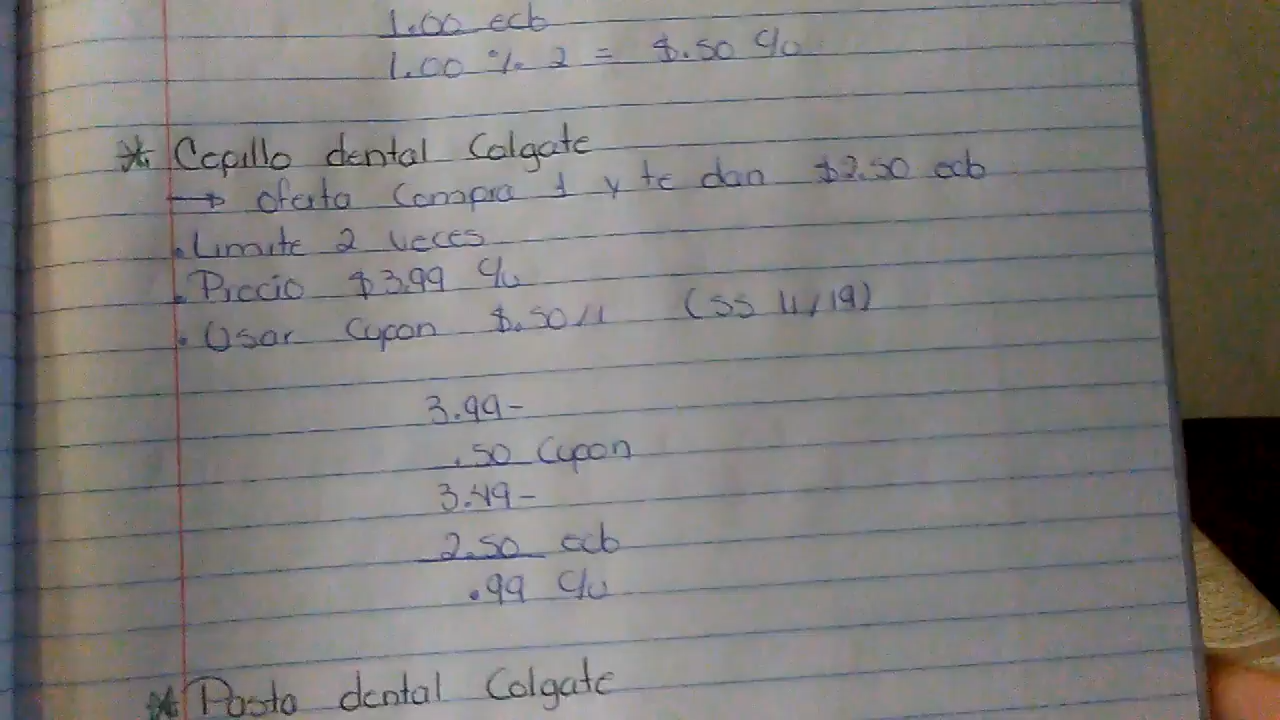 1.00 ecb
1.00 % 2 = $.50 c/u
* Cepillo dental Colgate
→ oferta Compra 1 y te dan $2.50 ecb
. Limite 2 veces
. Precio $3.99 c/u
. Usar Cupon $.50/1 (SS 11/19)
3.99-
.50 Cupon
3.49-
2.50 ecb
.99 c/u
* Pasta dental Colgate